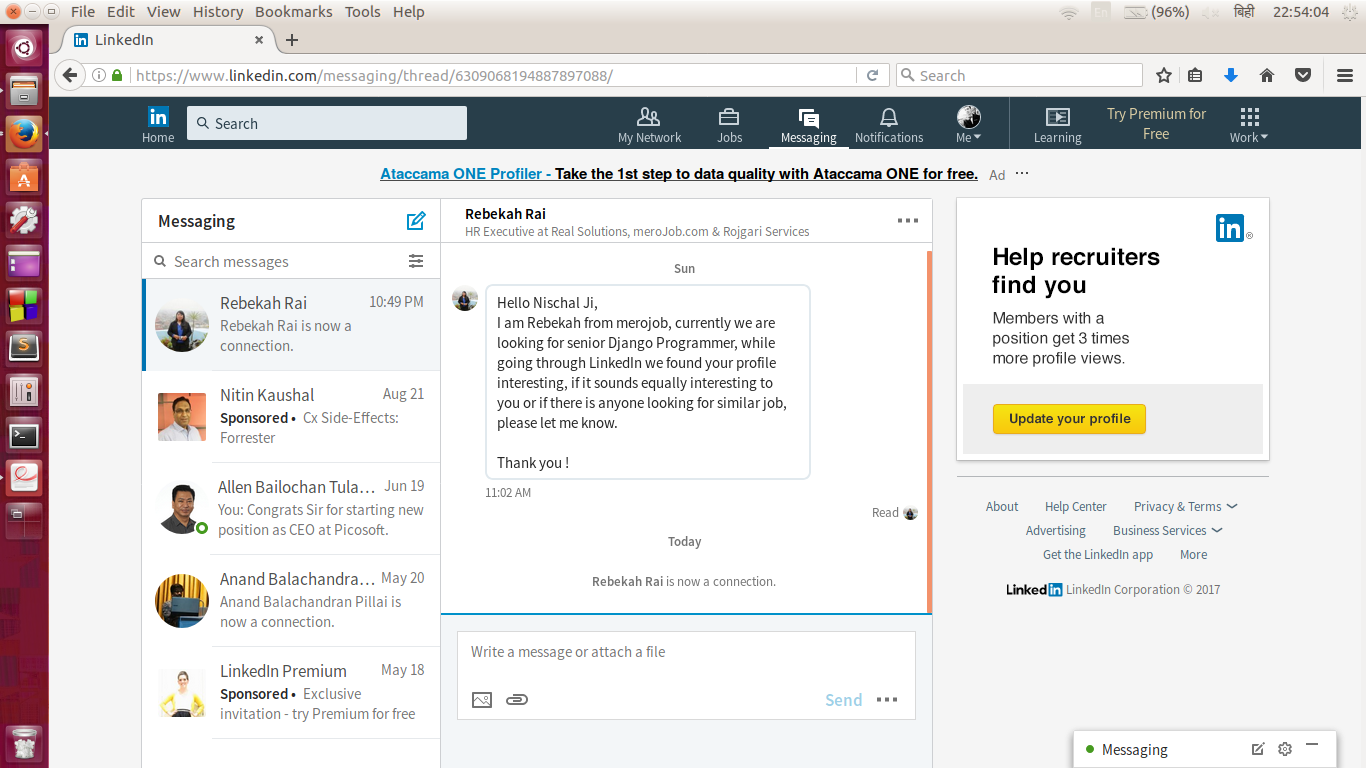 File Edit View History Bookmarks Tools Help
En (96%) बिही 22:54:04
LinkedIn
https://www.linkedin.com/messaging/thread/6309068194887897088/
Search
in Search
Home My Network Jobs Messaging Notifications Me Learning Try Premium for Free Work
Ataccama ONE Profiler - Take the 1st step to data quality with Ataccama ONE for free. Ad
Messaging
Search messages
Rebekah Rai 10:49 PM
Rebekah Rai is now a
connection.
Nitin Kaushal Aug 21
Sponsored • Cx Side-Effects:
Forrester
Allen Bailochan Tula... Jun 19
You: Congrats Sir for starting new
position as CEO at Picosoft.
Anand Balachandra... May 20
Anand Balachandran Pillai is
now a connection.
LinkedIn Premium May 18
Sponsored • Exclusive
invitation - try Premium for free
Rebekah Rai
HR Executive at Real Solutions, meroJob.com & Rojgari Services
Sun
Hello Nischal Ji,
I am Rebekah from merojob, currently we are
looking for senior Django Programmer, while
going through LinkedIn we found your profile
interesting, if it sounds equally interesting to
you or if there is anyone looking for similar job,
please let me know.
Thank you !
11:02 AM
Read
Today
Rebekah Rai is now a connection.
Write a message or attach a file
Send
in ®
Help recruiters
find you
Members with a
position get 3 times
more profile views.
Update your profile
About Help Center Privacy & Terms
Advertising Business Services
Get the LinkedIn app More
Linked in LinkedIn Corporation © 2017
Messaging